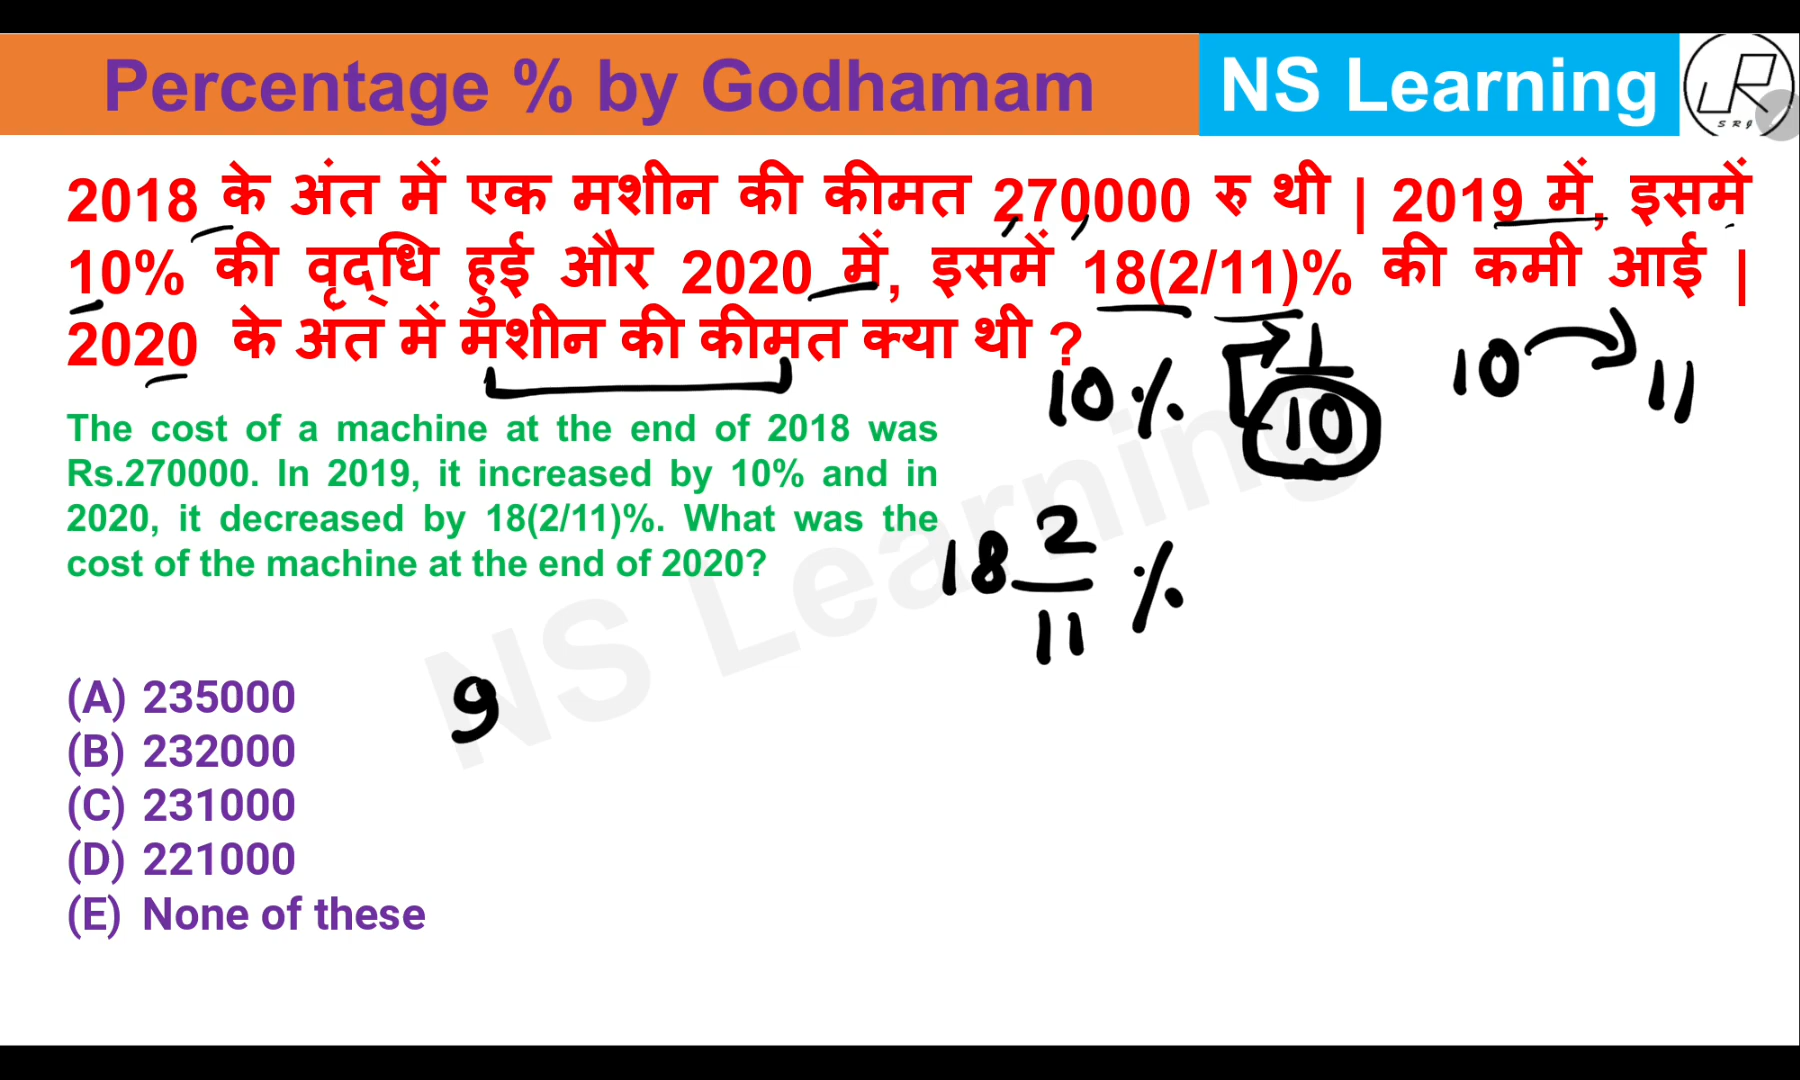 Percentage % by Godhamam
NS Learning
SRJ
2018 के अंत में एक मशीन की कीमत 270000 रु थी | 2019 में, इसमें
10% की वृद्धि हुई और 2020 में, इसमें 18(2/11)% की कमी आई |
2020 के अंत में मशीन की कीमत क्या थी ?
10% 1/10 10 11
The cost of a machine at the end of 2018 was
Rs.270000. In 2019, it increased by 10% and in
2020, it decreased by 18(2/11)%. What was the
cost of the machine at the end of 2020?
18 2/11 %
NS Learning
(A) 235000
9
(B) 232000
(C) 231000
(D) 221000
(E) None of these